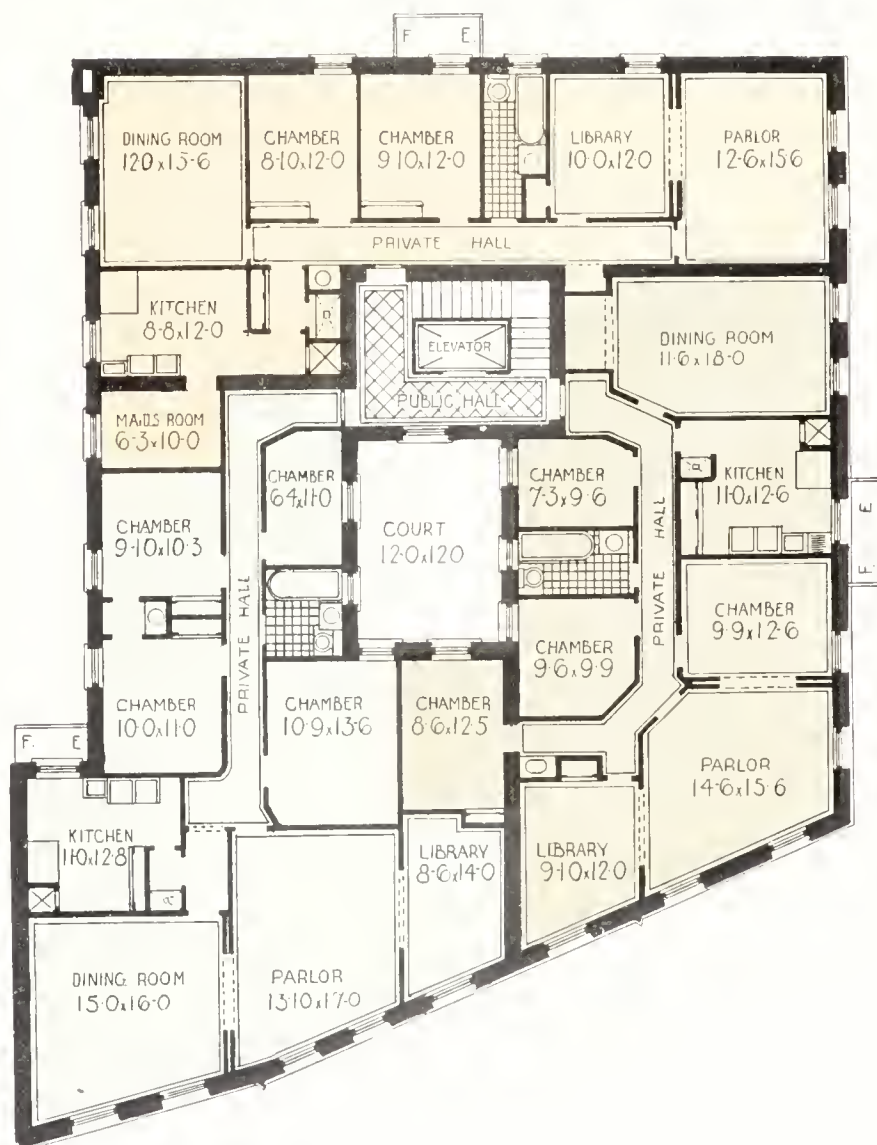 F. E.
DINING ROOM
12·0 x 13-6
CHAMBER
8-10 x 12-0
CHAMBER
9-10 x 12-0
LIBRARY
10·0 x 12·0
PARLOR
12-6 x 15 6
PRIVATE HALL
KITCHEN
8-8 x 12-0
R
ELEVATOR
PUBLIC HALL
DINING ROOM
11-6 x 18-0
MAIDS ROOM
6-3 x 10-0
CHAMBER
6 4 x 11-0
CHAMBER
7-3 x 9-6
R
KITCHEN
11-0 x 12-6
F. E
CHAMBER
9-10 x 10-3
COURT
12-0 x 12 0
PRIVATE HALL
PRIVATE HALL
CHAMBER
9-9 x 12-6
CHAMBER
9-6 x 9-9
CHAMBER
10-0 x 11-0
CHAMBER
10-9 x 13-6
CHAMBER
8-6 x 12-5
F. E
PARLOR
14-6 x 15-6
KITCHEN
11-0 x 12-8
R
LIBRARY
8-6 x 14-0
LIBRARY
9-10 x 12-0
DINING ROOM
15-0 x 16-0
PARLOR
13-10 x 17-0